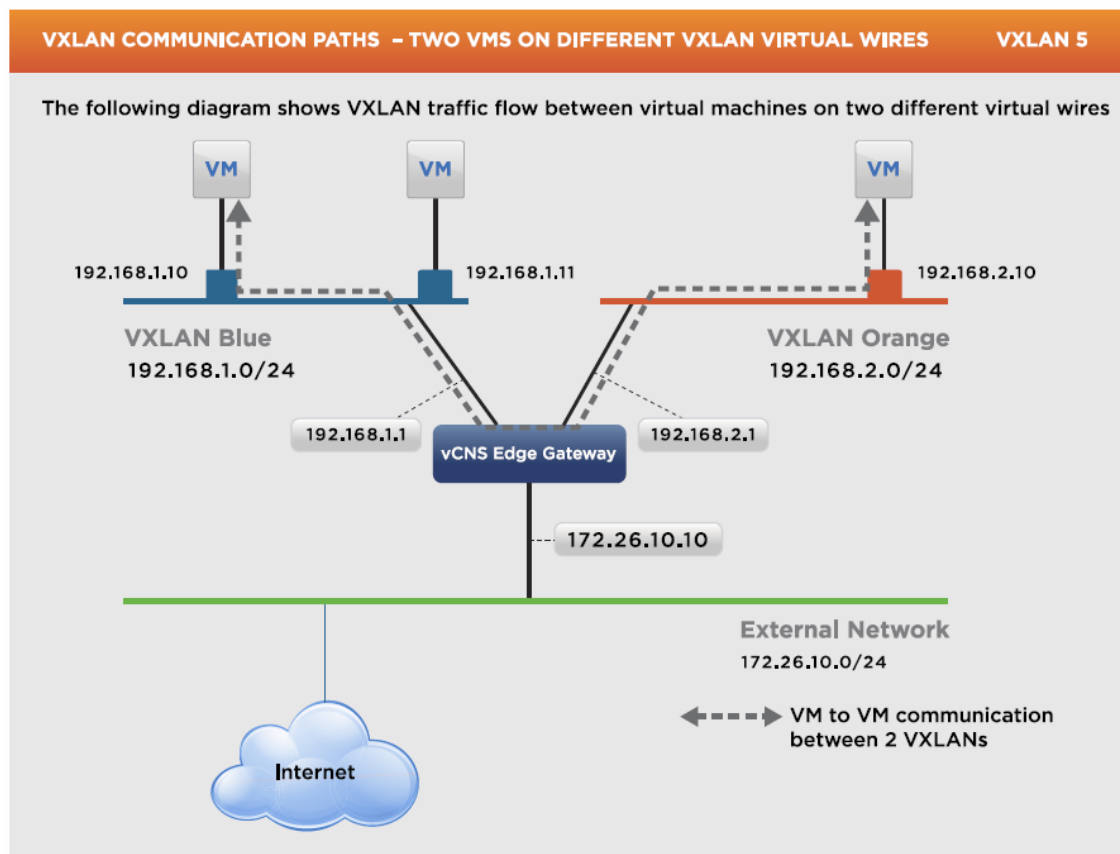 VXLAN COMMUNICATION PATHS – TWO VMS ON DIFFERENT VXLAN VIRTUAL WIRES VXLAN 5
The following diagram shows VXLAN traffic flow between virtual machines on two different virtual wires
VM
VM
VM
192.168.1.10
192.168.1.11
192.168.2.10
VXLAN Blue
192.168.1.0/24
VXLAN Orange
192.168.2.0/24
192.168.1.1
192.168.2.1
vCNS Edge Gateway
172.26.10.10
External Network
172.26.10.0/24
VM to VM communication
between 2 VXLANs
Internet